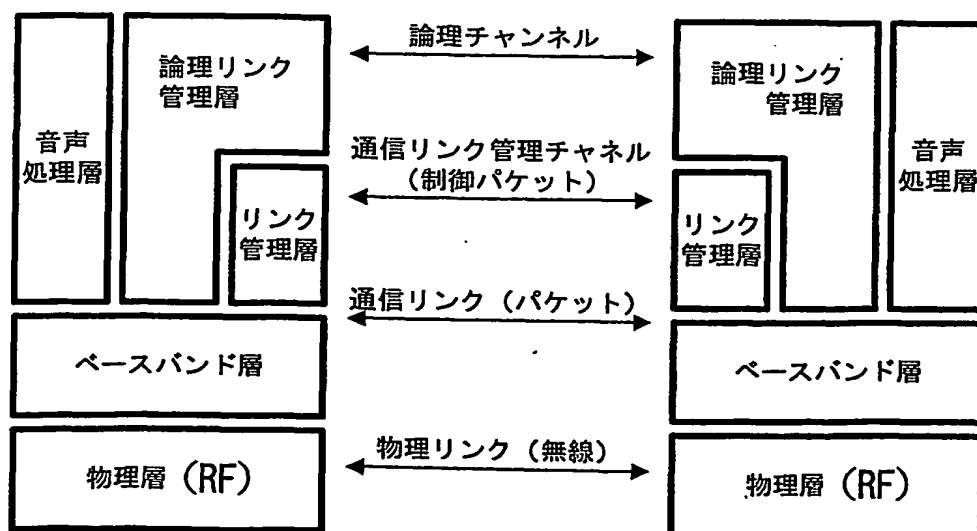 論理チャンネル
論理リンク
管理層
音声
処理層
通信リンク管理チャネル
(制御パケット)
リンク
管理層
通信リンク (パケット)
ベースバンド層
物理リンク (無線)
物理層 (RF)
論理リンク
管理層
音声
処理層
リンク
管理層
ベースバンド層
物理層 (RF)